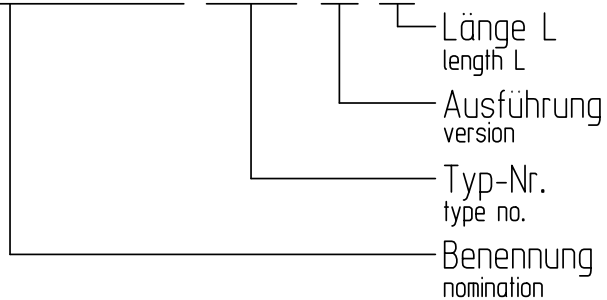 Länge L
length L
Ausführung
version
Typ-Nr.
type no.
Benennung
nomination